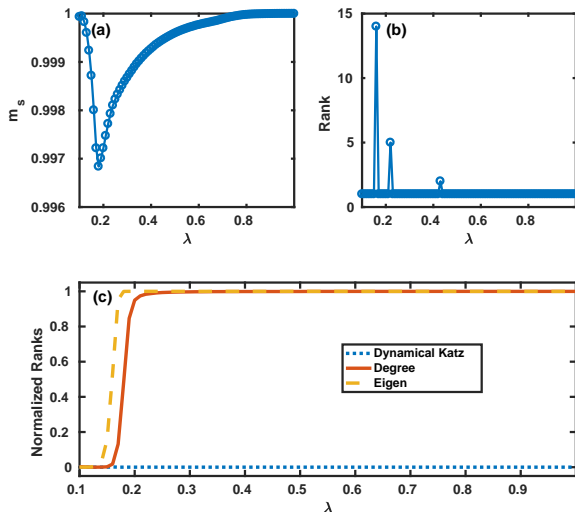 (a)
1
0.999
0.998
0.997
0.996
m_s
0.2 0.4 0.6 0.8
λ
(b)
15
10
5
0
Rank
0.2 0.4 0.6 0.8
λ
(c)
1
0.8
0.6
0.4
0.2
0
Normalized Ranks
Dynamical Katz
Degree
Eigen
0.1 0.2 0.3 0.4 0.5 0.6 0.7 0.8 0.9
λ